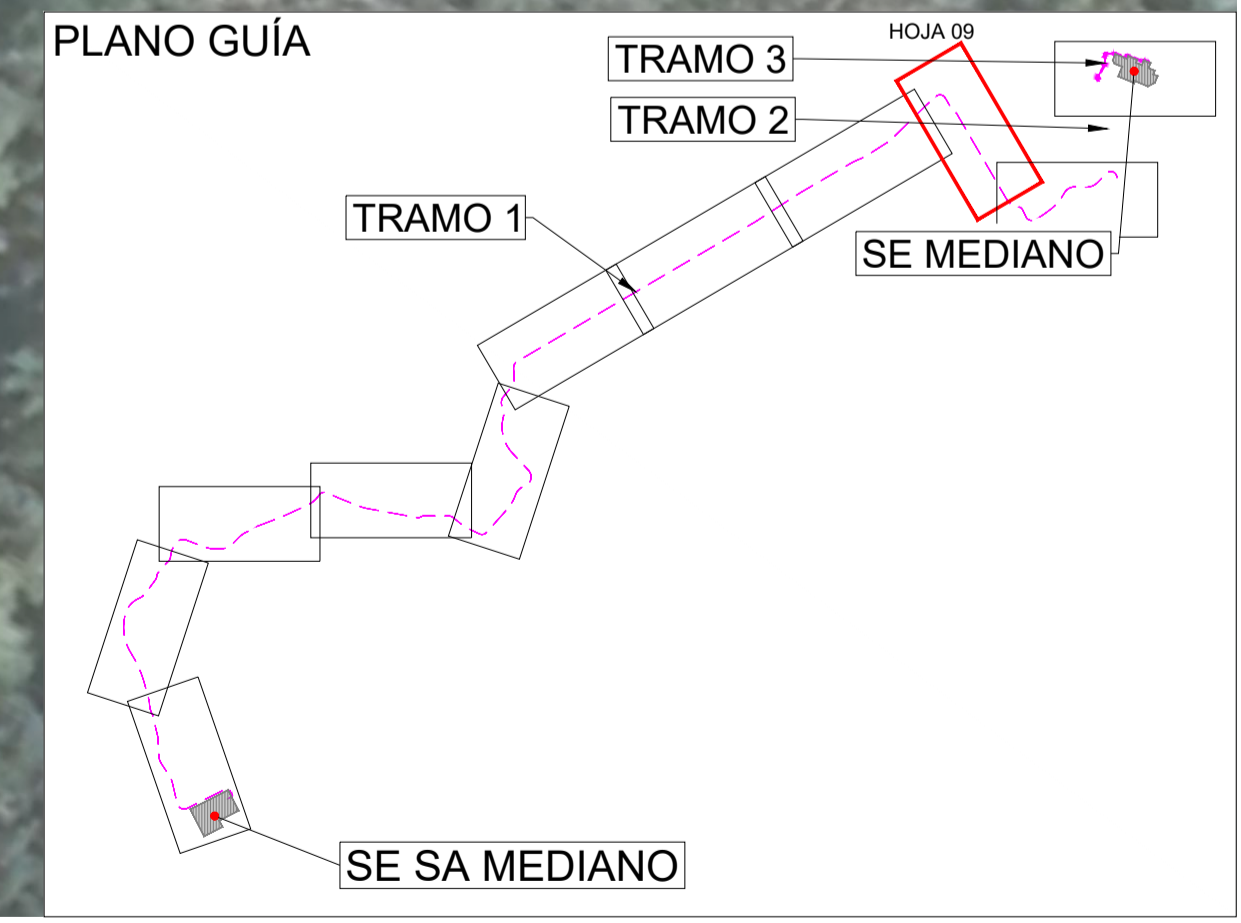 PLANO GUÍA
HOJA 09
TRAMO 3
TRAMO 2
TRAMO 1
SE MEDIANO
SE SA MEDIANO